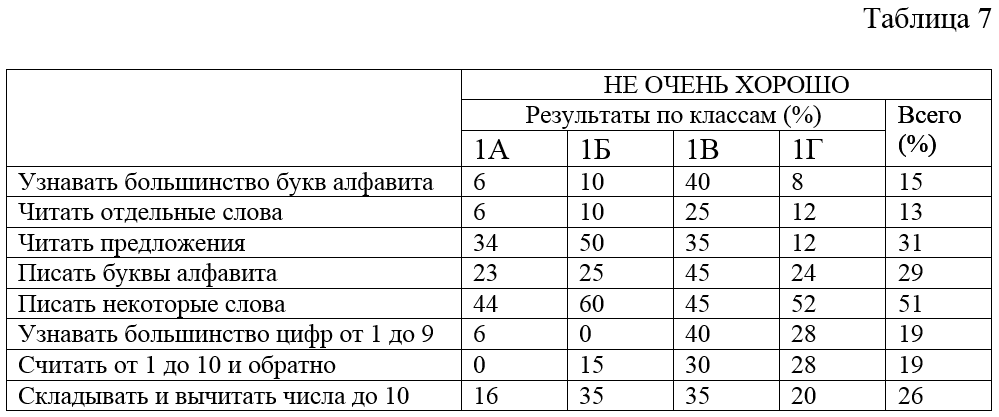 Таблица 7
НЕ ОЧЕНЬ ХОРОШО
Результаты по классам (%) Всего (%)
1А 1Б 1В 1Г
Узнавать большинство букв алфавита 6 10 40 8 15
Читать отдельные слова 6 10 25 12 13
Читать предложения 34 50 35 12 31
Писать буквы алфавита 23 25 45 24 29
Писать некоторые слова 44 60 45 52 51
Узнавать большинство цифр от 1 до 9 6 0 40 28 19
Считать от 1 до 10 и обратно 0 15 30 28 19
Складывать и вычитать числа до 10 16 35 35 20 26